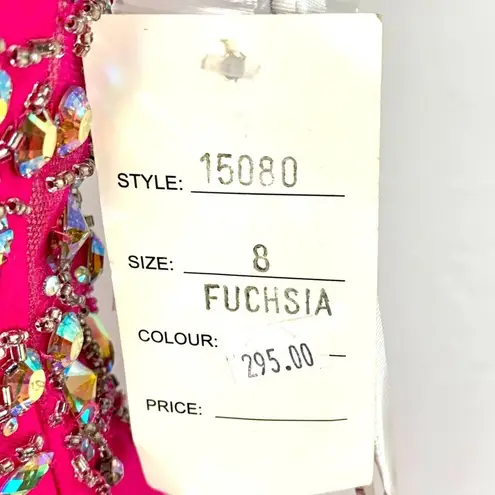 STYLE: 15080
SIZE: 8
FUCHSIA
COLOUR:
295.00
PRICE: